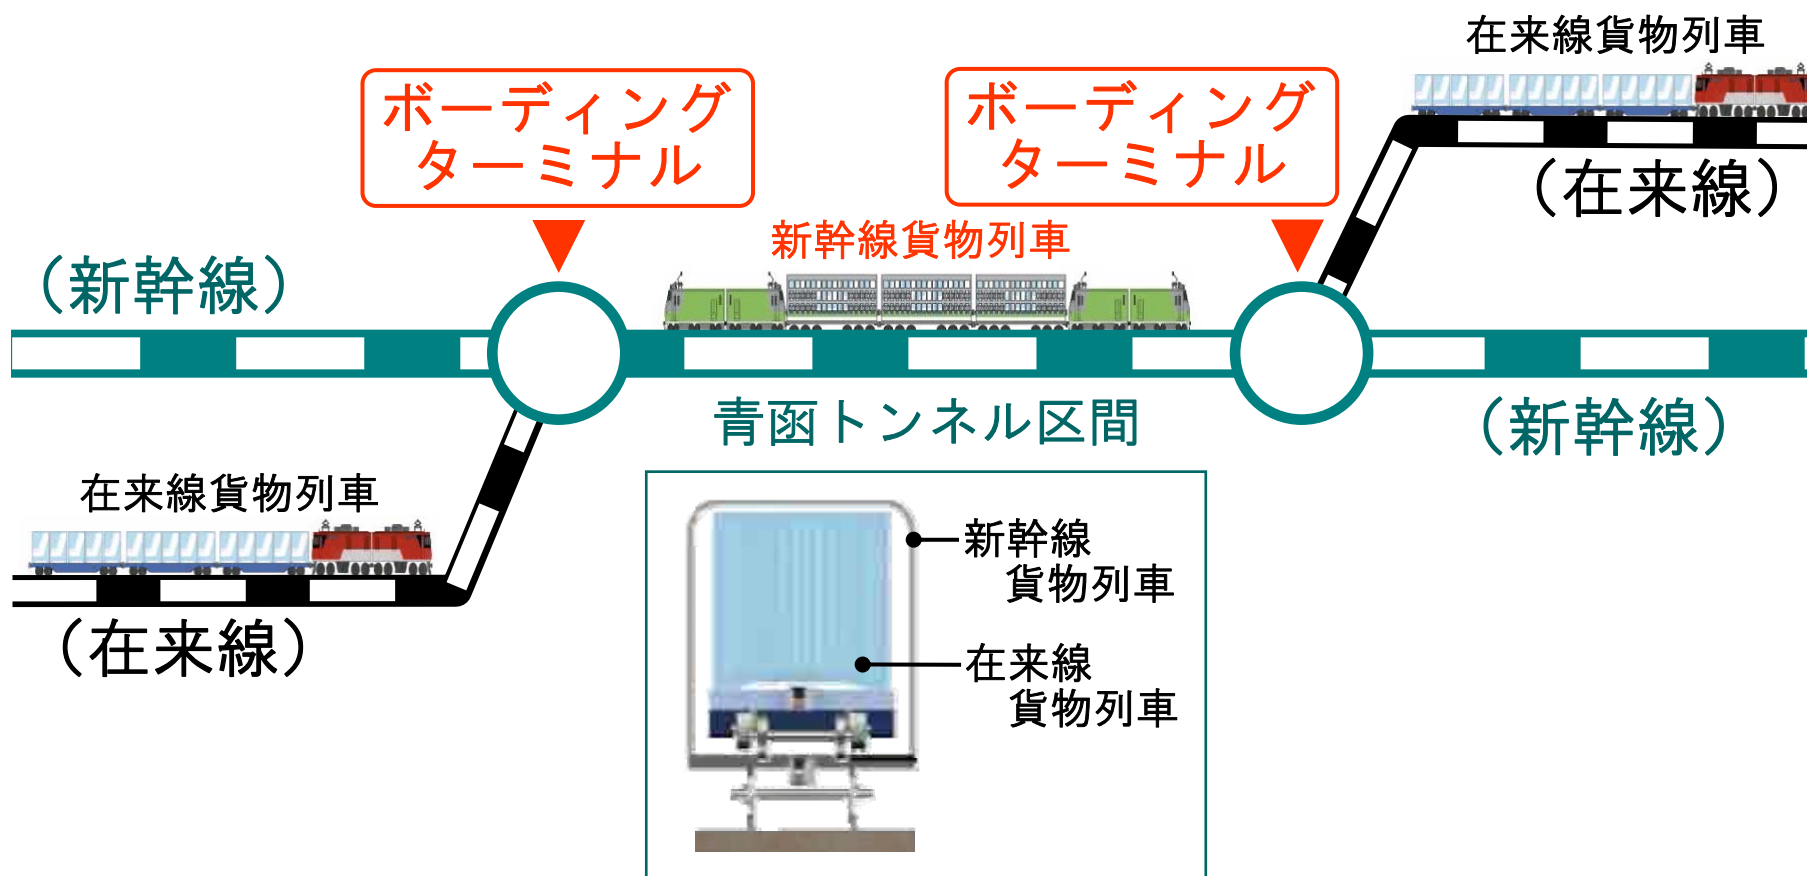 在来線貨物列車
ボーディング
ターミナル
ボーディング
ターミナル
(在来線)
新幹線貨物列車
(新幹線)
青函トンネル区間
(新幹線)
在来線貨物列車
(在来線)
新幹線
貨物列車
在来線
貨物列車